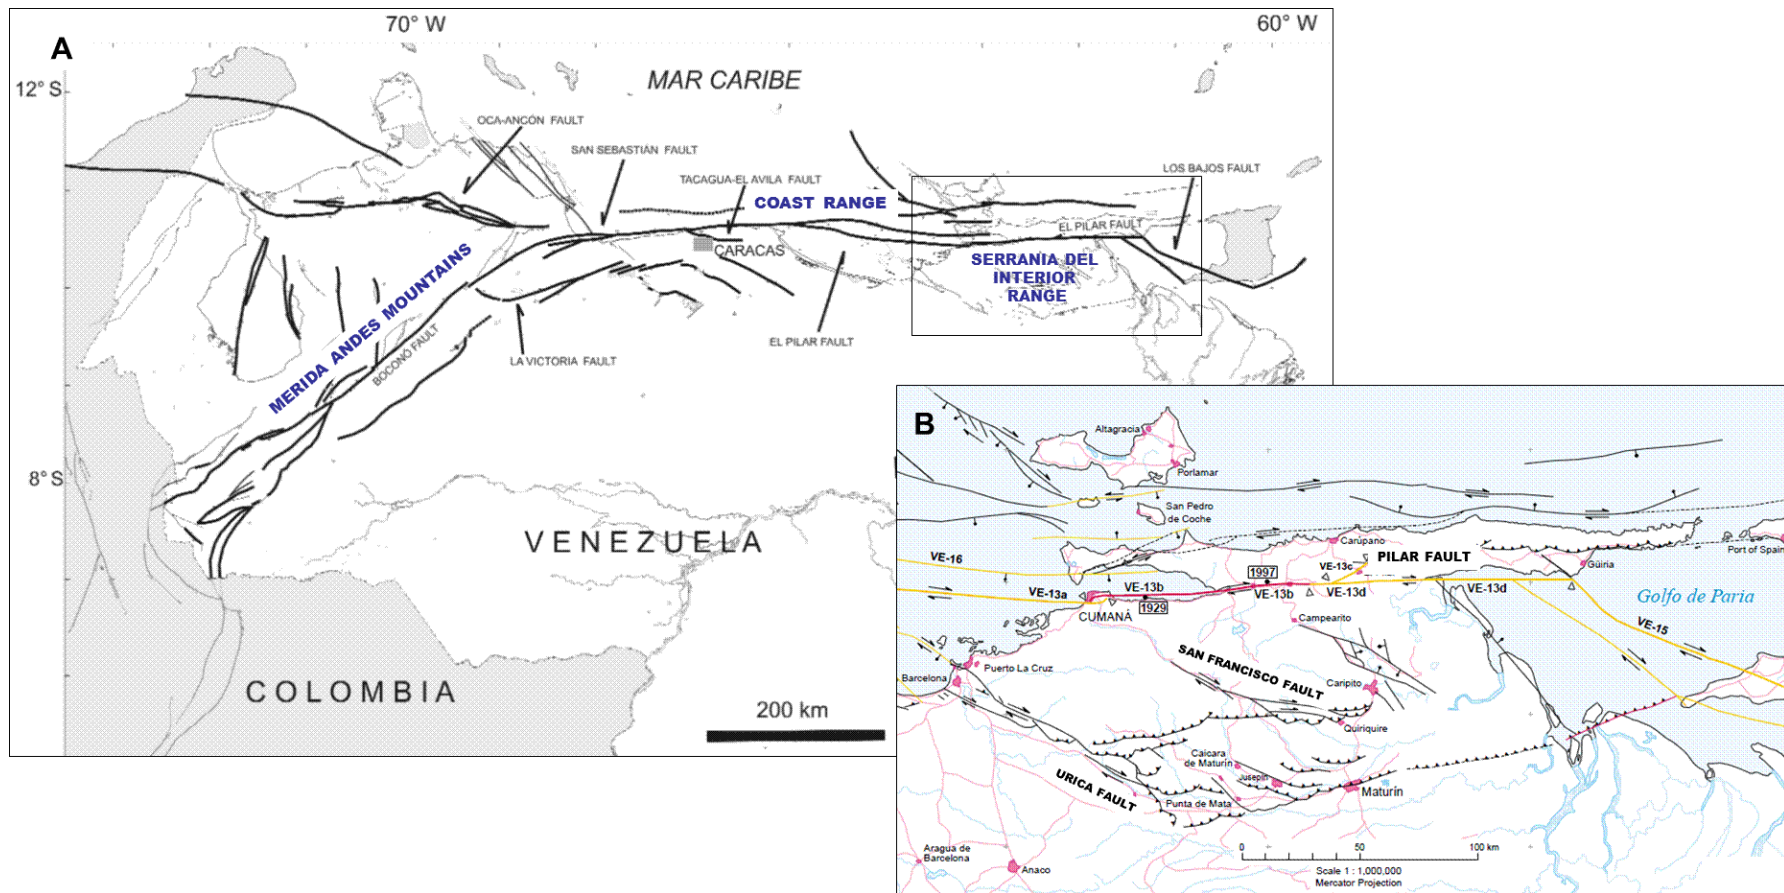 70° W
60° W
A
12° S
MAR CARIBE
OCA-ANCÓN FAULT
SAN SEBASTIÁN FAULT
LOS BAJOS FAULT
TACAGUA-EL AVILA FAULT
COAST RANGE
EL PILAR FAULT
CARACAS
SERRANIA DEL
INTERIOR
RANGE
MERIDA ANDES MOUNTAINS
BOCONÓ FAULT
EL PILAR FAULT
LA VICTORIA FAULT
8° S
VENEZUELA
COLOMBIA
200 km
B
Altagracia
Porlamar
San Pedro
de Coche
Carúpano
PILAR FAULT
Port of Spain
VE-16
1997
VE-13c
Güiria
VE-13a
VE-13b
VE-13b
VE-13d
VE-13d
1929
Golfo de Paria
CUMANÁ
Campearito
VE-15
SAN FRANCISCO FAULT
Puerto La Cruz
Barcelona
Caripito
Quiriquire
Caicara
de Maturín
Jusepín
URICA FAULT
Punta de Mata
Maturín
Aragua de
Barcelona
Anaco
0 50 100 km
Scale 1 : 1,000,000
Mercator Projection